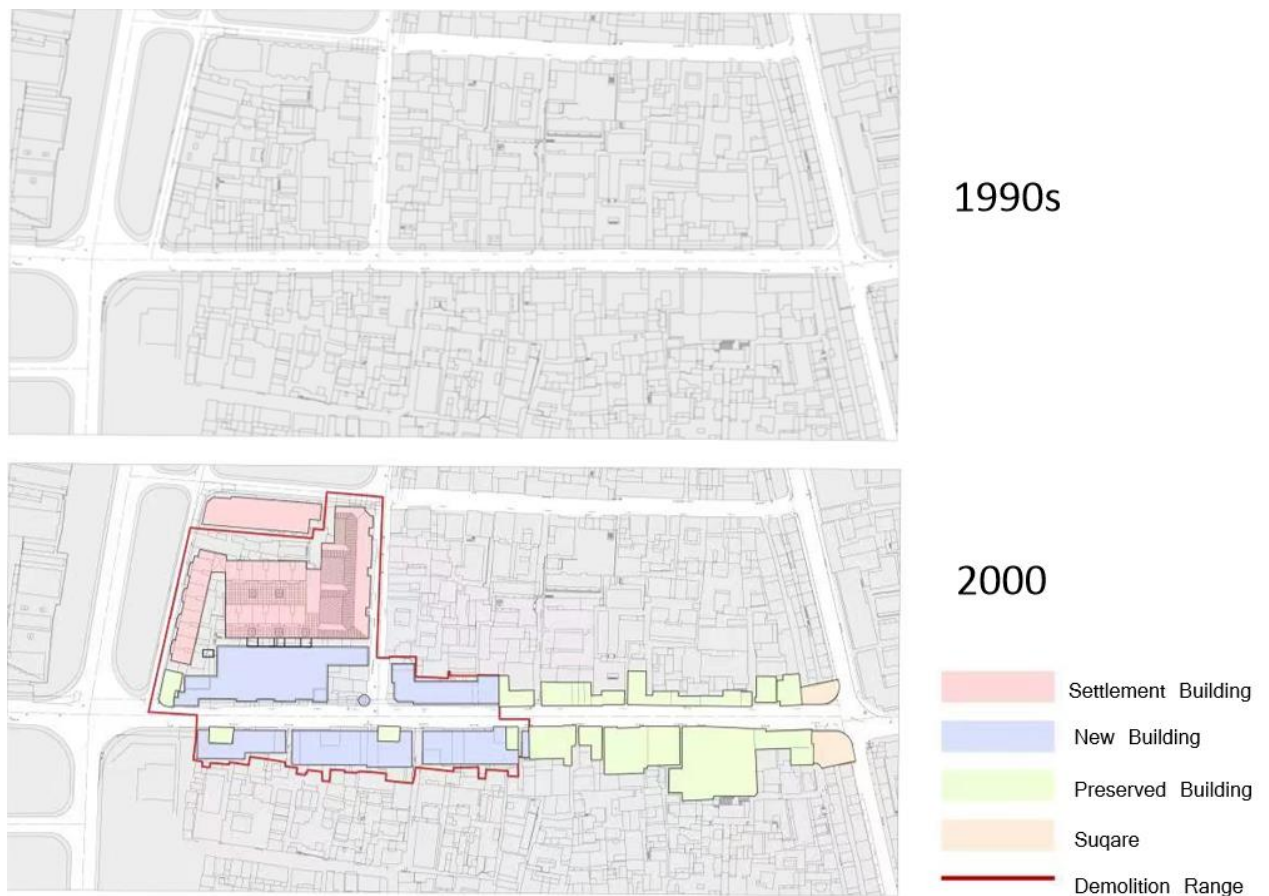 1990s
2000
Settlement Building
New Building
Preserved Building
Suqare
Demolition Range